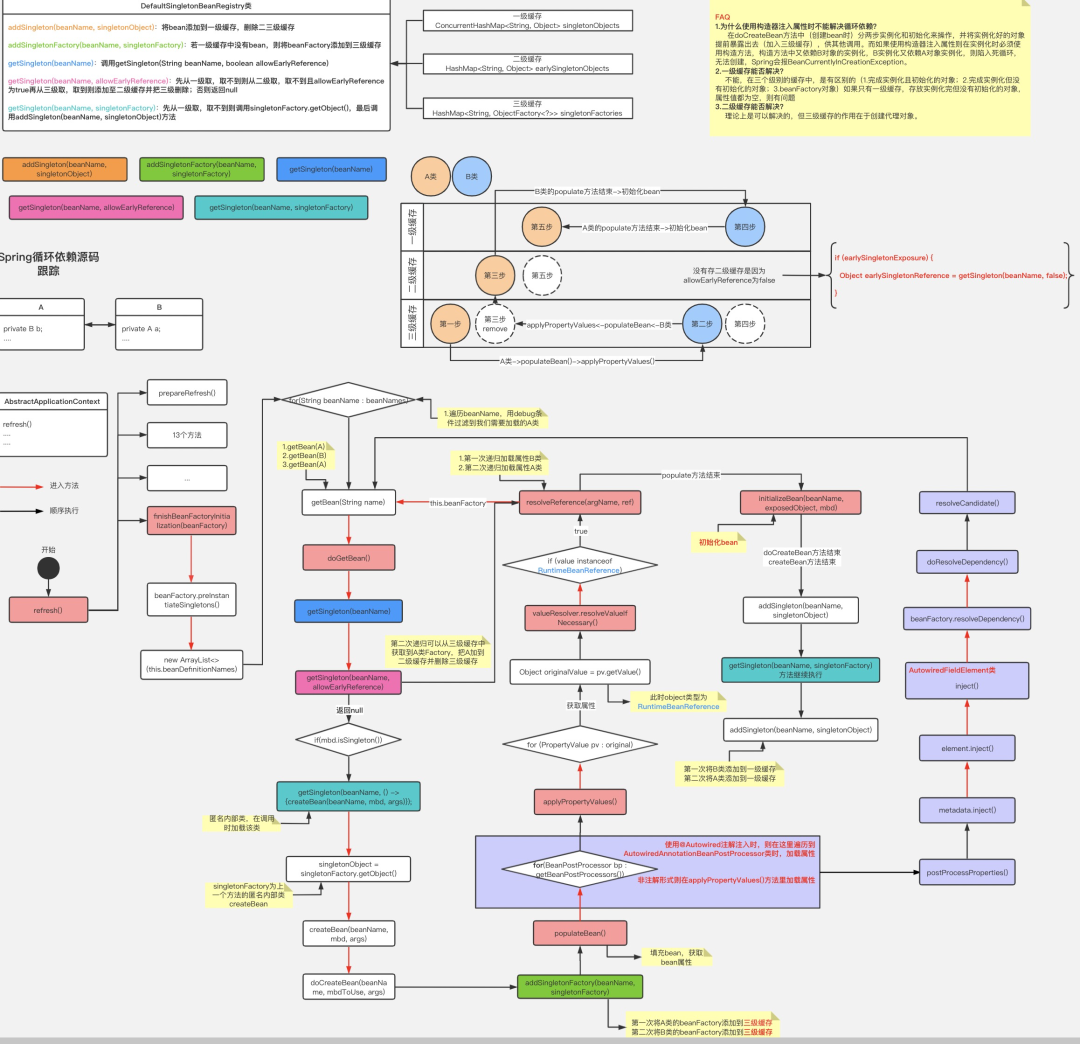 DefaultSingletonBeanRegistry类
addSingleton(beanName, singletonObject)：将bean添加到一级缓存，删除二三级缓存
addSingletonFactory(beanName, singletonFactory)：若一级缓存中没有bean，则将beanFactory添加到三级缓存
getSingleton(beanName)：调用getSingleton(String beanName, boolean allowEarlyReference)
getSingleton(beanName, allowEarlyReference)：先从一级取，取不到则从二级取，取不到且allowEarlyReference
为true再从三级取，取到则添加至二级缓存并把三级删除；否则返回null
getSingleton(beanName, singletonFactory)：先从一级取，取不到则调用singletonFactory.getObject()，最后调
用addSingleton(beanName, singletonObject)方法
一级缓存
ConcurrentHashMap<String, Object> singletonObjects
二级缓存
HashMap<String, Object> earlySingletonObjects
三级缓存
HashMap<String, ObjectFactory<?>> singletonFactories
FAQ
1.为什么使用构造器注入属性时不能解决循环依赖?
在doCreateBean方法中（创建bean时）分两步实例化和初始化来操作，并将实例化好的对象
提前暴露出去（加入三级缓存），供其他调用。而如果使用构造器注入属性则在实例化时必须使
用构造方法，构造方法中又依赖B对象的实例化，B实例化又依赖A对象的实例化，则陷入死循环，
无法创建，Spring会报BeanCurrentlyInCreationException。
2.一级缓存能否解决?
不能，在三个级别的缓存中，是有区别的（1.完成实例化且初始化的对象；2.完成实例化但没
有初始化的对象；3.beanFactory对象）如果只有一级缓存，存放实例化完但没有初始化的对象，
属性值都为空，则有问题
3.二级缓存能否解决?
理论上是可以解决的，但三级缓存的作用在于创建代理对象。
addSingleton(beanName,
singletonObject)
addSingletonFactory(beanName,
singletonFactory)
getSingleton(beanName)
getSingleton(beanName, allowEarlyReference)
getSingleton(beanName, singletonFactory)
A类
B类
B类的populate方法结束->初始化bean
一级缓存
第五步
A类的populate方法结束->初始化bean
第四步
二级缓存
第三步
第五步
没有存二级缓存是因为
allowEarlyReference为false
if (earlySingletonExposure) {
Object earlySingletonReference = getSingleton(beanName, false);
}
三级缓存
第一步
第三步
remove
applyPropertyValues<-populateBean<-B类
第二步
第四步
A类->populateBean()->applyPropertyValues()
Spring循环依赖源码
跟踪
A
private B b;
....
B
private A a;
....
AbstractApplicationContext
refresh()
....
....
进入方法
顺序执行
开始
refresh()
prepareRefresh()
13个方法
...
finishBeanFactoryInitia
lization(beanFactory)
beanFactory.preInstan
tiateSingletons()
new ArrayList<>
(this.beanDefinitionNames)
for(String beanName : beanNames)
1.遍历beanName，用debug条
件过滤到我们需要加载的A类
1.getBean(A)
2.getBean(B)
3.getBean(A)
getBean(String name)
this.beanFactory
doGetBean()
getSingleton(beanName)
第二次递归可以从三级缓存中
获取到A类Factory，把A加到
二级缓存并删除三级缓存
getSingleton(beanName,
allowEarlyReference)
返回null
if(mbd.isSingleton())
getSingleton(beanName, () ->
{createBean(beanName, mbd, args)});
匿名内部类，在调用
时加载该类
singletonObject =
singletonFactory.getObject()
singletonFactory为上
一个方法的匿名内部类
createBean
createBean(beanName,
mbd, args)
doCreateBean(beanNa
me, mbdToUse, args)
1.第一次递归加载属性B类
2.第二次递归加载属性A类
resolveReference(argName, ref)
true
if (value instanceof
RuntimeBeanReference)
valueResolver.resolveValueIf
Necessary()
Object originalValue = pv.getValue()
此时object类型为
RuntimeBeanReference
获取属性
for (PropertyValue pv : original)
applyPropertyValues()
使用@Autowired注解注入时，则在这里遍历到
AutowiredAnnotationBeanPostProcessor类时，加载属性
for(BeanPostProcessor bp :
getBeanPostProcessors())
非注解形式则在applyPropertyValues()方法里加载属性
populateBean()
填充bean，获取
bean属性
addSingletonFactory(beanName,
singletonFactory)
第一次将A类的beanFactory添加到三级缓存
第二次将B类的beanFactory添加到三级缓存
populate方法结束
initializeBean(beanName,
exposedObject, mbd)
初始化bean
doCreateBean方法结束
createBean方法结束
addSingleton(beanName,
singletonObject)
getSingleton(beanName, singletonFactory)
方法继续执行
addSingleton(beanName, singletonObject)
第一次将B类添加到一级缓存
第二次将A类添加到一级缓存
resolveCandidate()
doResolveDependency()
beanFactory.resolveDependency()
AutowiredFieldElement类
inject()
element.inject()
metadata.inject()
postProcessProperties()